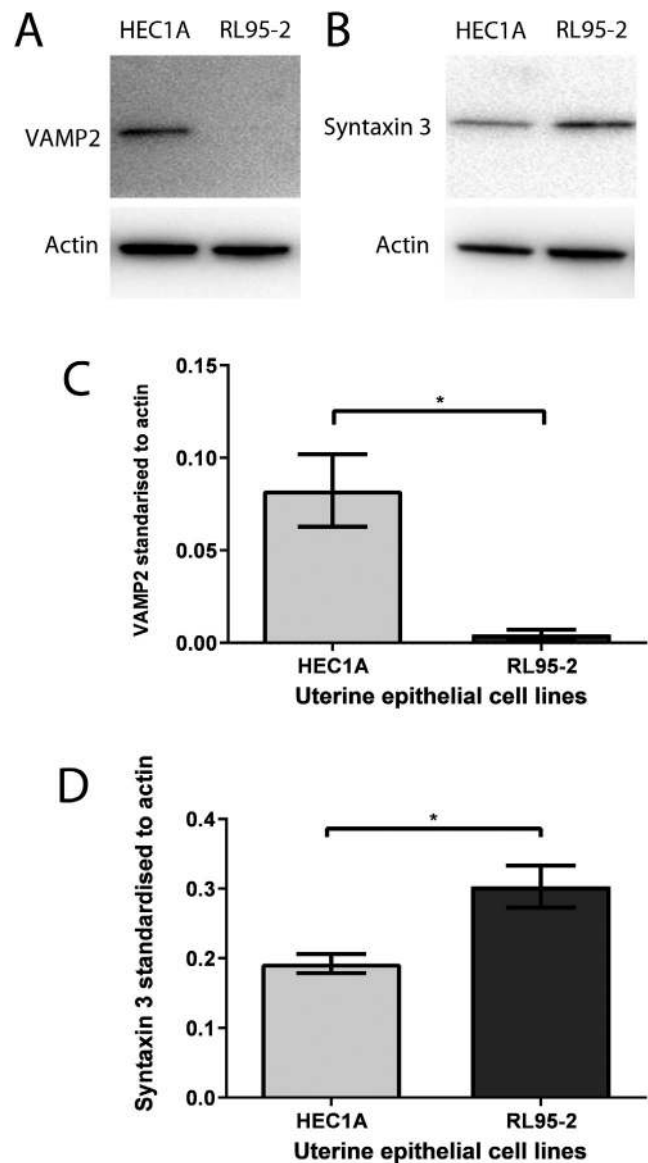 A
HEC1A RL95-2
VAMP2
Actin
B
HEC1A RL95-2
Syntaxin 3
Actin
C
VAMP2 standarised to actin
0.15
*
0.10
0.05
0.00
HEC1A RL95-2
Uterine epithelial cell lines
D
Syntaxin 3 standardised to actin
0.4
*
0.3
0.2
0.1
0.0
HEC1A RL95-2
Uterine epithelial cell lines